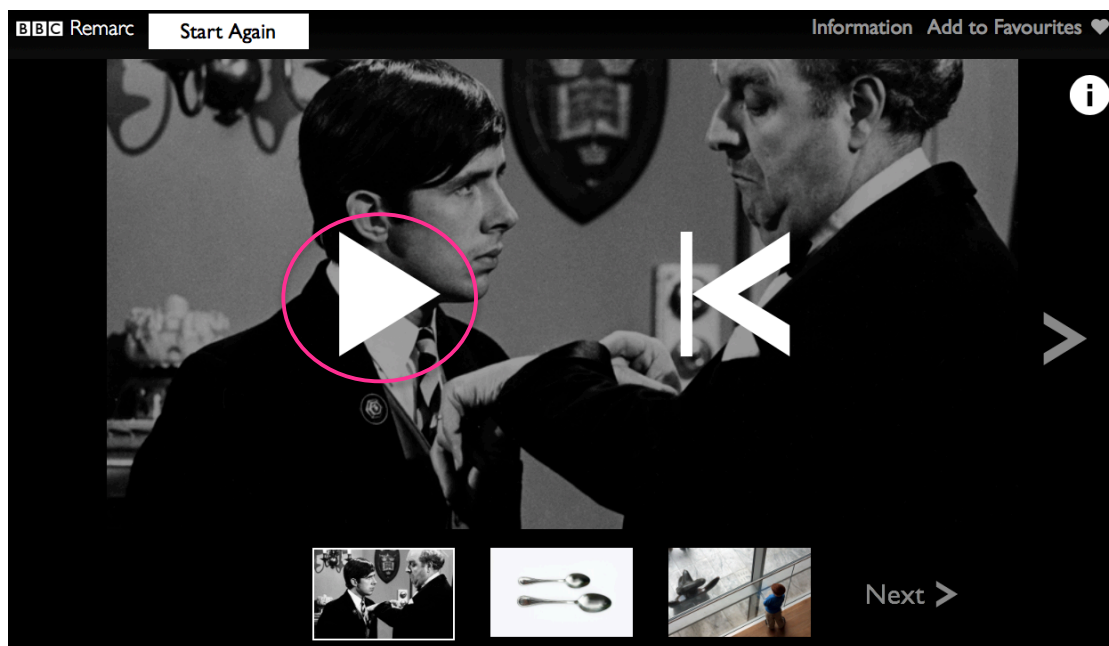 BBC Remarc
Start Again
Information Add to Favourites
i
Next >